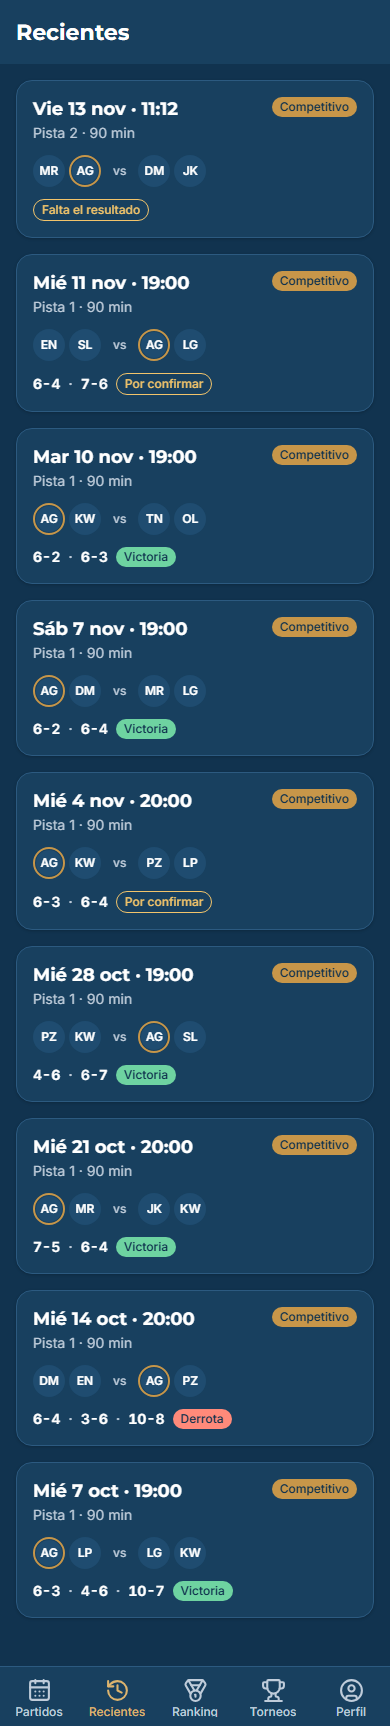 Recientes
Vie 13 nov · 11:12 Competitivo
Pista 2 · 90 min
MR AG vs DM JK
Falta el resultado
Mié 11 nov · 19:00 Competitivo
Pista 1 · 90 min
EN SL vs AG LG
6-4 · 7-6 Por confirmar
Mar 10 nov · 19:00 Competitivo
Pista 1 · 90 min
AG KW vs TN OL
6-2 · 6-3 Victoria
Sáb 7 nov · 19:00 Competitivo
Pista 1 · 90 min
AG DM vs MR LG
6-2 · 6-4 Victoria
Mié 4 nov · 20:00 Competitivo
Pista 1 · 90 min
AG KW vs PZ LP
6-3 · 6-4 Por confirmar
Mié 28 oct · 19:00 Competitivo
Pista 1 · 90 min
PZ KW vs AG SL
4-6 · 6-7 Victoria
Mié 21 oct · 20:00 Competitivo
Pista 1 · 90 min
AG MR vs JK KW
7-5 · 6-4 Victoria
Mié 14 oct · 20:00 Competitivo
Pista 1 · 90 min
DM EN vs AG PZ
6-4 · 3-6 · 10-8 Derrota
Mié 7 oct · 19:00 Competitivo
Pista 1 · 90 min
AG LP vs LG KW
6-3 · 4-6 · 10-7 Victoria
Partidos Recientes Ranking Torneos Perfil